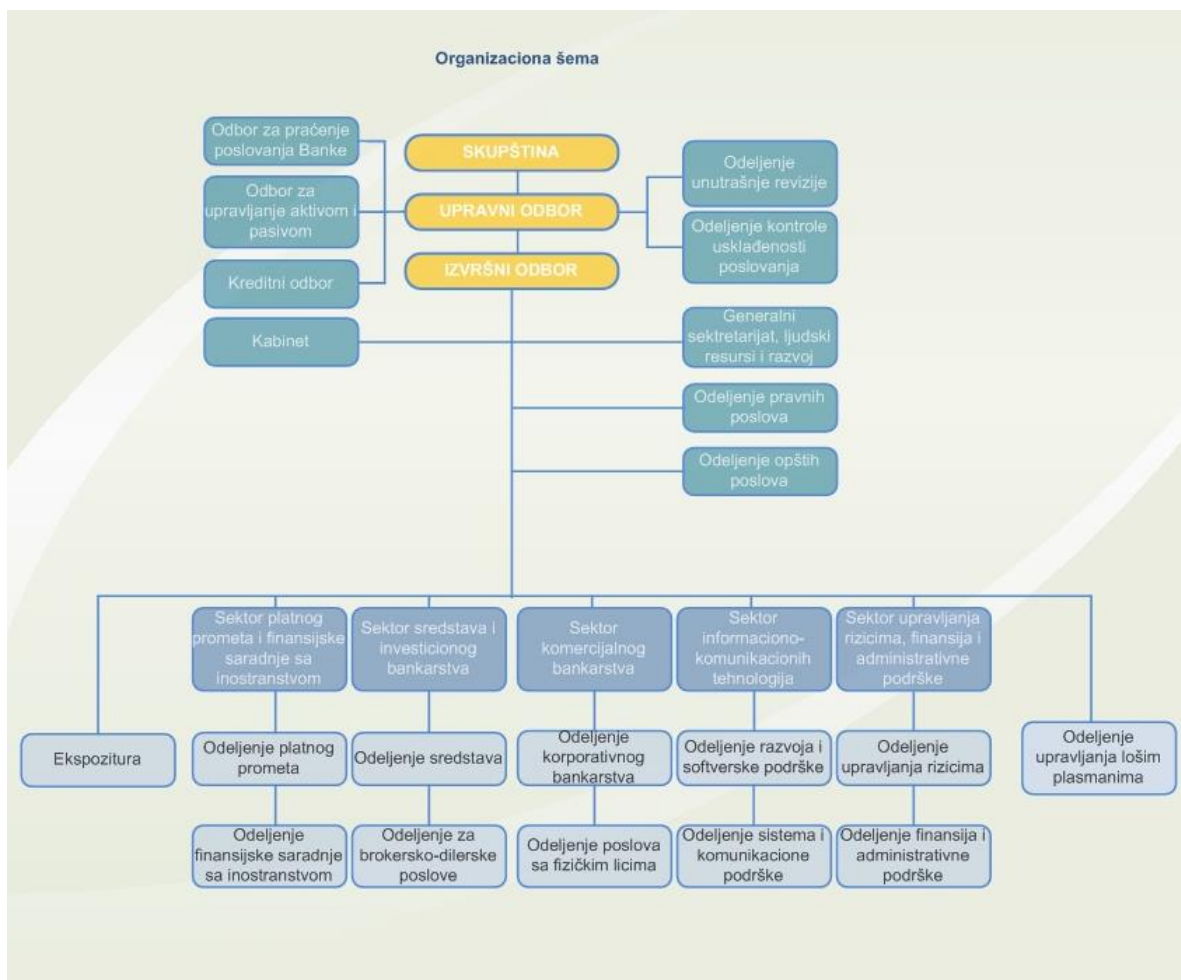 Organizaciona šema
Odbor za praćenje
poslovanja Banke
SKUPŠTINA
Odeljenje
unutrašnje revizije
Odbor za
upravljanje aktivom i
pasivom
UPRAVNI ODBOR
Odeljenje kontrole
usklađenosti
poslovanja
Kreditni odbor
IZVRŠNI ODBOR
Kabinet
Generalni
sektretarijat, ljudski
resursi i razvoj
Odeljenje pravnih
poslova
Odeljenje opštih
poslova
Sektor platnog
prometa i finansijske
saradnje sa
inostranstvom
Sektor sredstava i
investicionog
bankarstva
Sektor
komercijalnog
bankarstva
Sektor
informaciono-
komunikacionih
tehnologija
Sektor upravljanja
rizicima, finansija i
administrativne
podrške
Ekspozitura
Odeljenje platnog
prometa
Odeljenje sredstava
Odeljenje
korporativnog
bankarstva
Odeljenje razvoja i
softverske podrške
Odeljenje
upravljanja rizicima
Odeljenje
upravljanja lošim
plasmanima
Odeljenje
finansijske saradnje
sa inostranstvom
Odeljenje za
brokersko-dilerske
poslove
Odeljenje poslova
sa fizičkim licima
Odeljenje sistema i
komunikacione
podrške
Odeljenje finansija i
administrativne
podrške